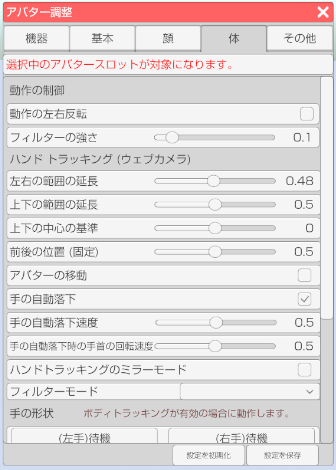 アバター調整
機器 基本 顔 体 その他
選択中のアバタースロットが対象になります。
動作の制御
動作の左右反転
フィルターの強さ 0.1
ハンド トラッキング (ウェブカメラ)
左右の範囲の延長 0.48
上下の範囲の延長 0.5
上下の中心の基準 0
前後の位置 (固定) 0.5
アバターの移動
手の自動落下
手の自動落下速度 0.5
手の自動落下時の手首の回転速度 0.5
ハンドトラッキングのミラーモード
フィルターモード
手の形状 ボディトラッキングが有効の場合に動作します。
(左手)待機 (右手)待機
設定を初期化 設定を保存